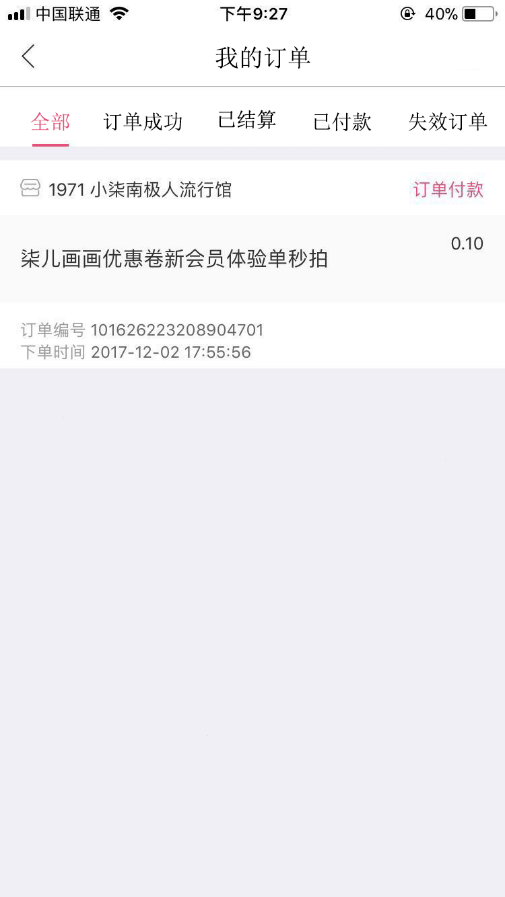 中国联通 下午9:27 40%
我的订单
全部 订单成功 已结算 已付款 失效订单
1971 小柒南极人流行馆 订单付款
0.10
柒儿画画优惠卷新会员体验单秒拍
订单编号 101626223208904701
下单时间 2017-12-02 17:55:56